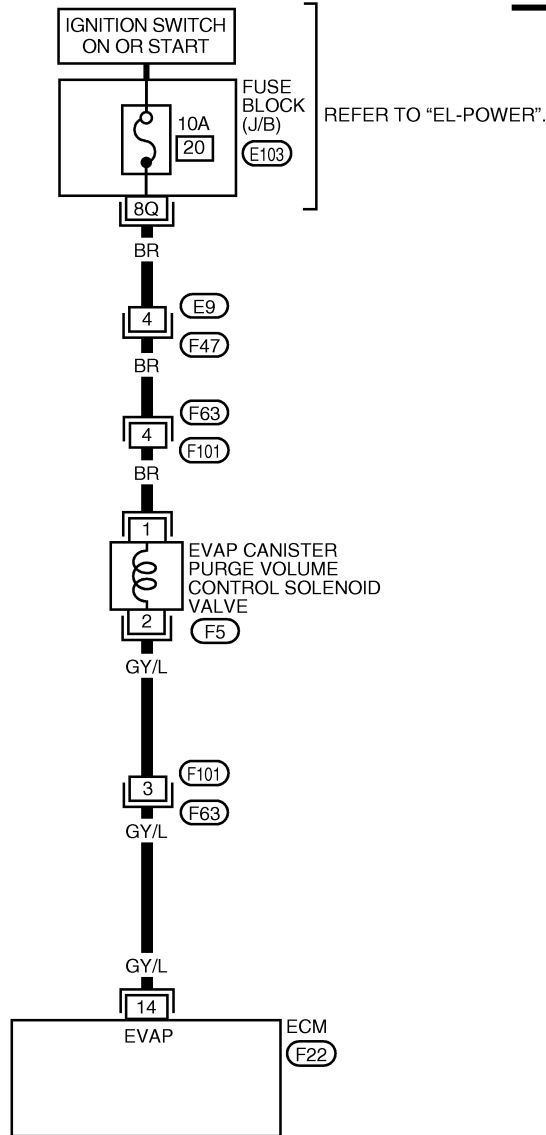 IGNITION SWITCH
ON OR START
FUSE
BLOCK
(J/B)
REFER TO “EL-POWER”.
10A
20
E103
8Q
BR
E9
4
F47
BR
F63
4
F101
BR
1
EVAP CANISTER
PURGE VOLUME
CONTROL SOLENOID
VALVE
2
F5
GY/L
F101
3
F63
GY/L
GY/L
14
EVAP
ECM
F22